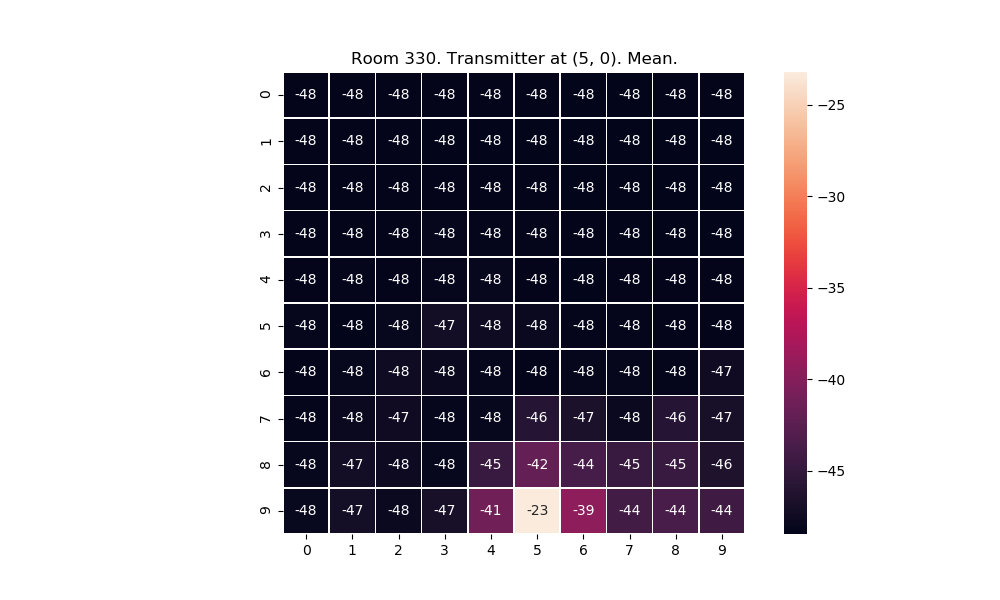 Room 330. Transmitter at (5, 0). Mean.
0 -48 -48 -48 -48 -48 -48 -48 -48 -48 -48
1 -48 -48 -48 -48 -48 -48 -48 -48 -48 -48
2 -48 -48 -48 -48 -48 -48 -48 -48 -48 -48
3 -48 -48 -48 -48 -48 -48 -48 -48 -48 -48
4 -48 -48 -48 -48 -48 -48 -48 -48 -48 -48
5 -48 -48 -48 -47 -48 -48 -48 -48 -48 -48
6 -48 -48 -48 -48 -48 -48 -48 -48 -48 -47
7 -48 -48 -47 -48 -48 -46 -47 -48 -46 -47
8 -48 -47 -48 -48 -45 -42 -44 -45 -45 -46
9 -48 -47 -48 -47 -41 -23 -39 -44 -44 -44
0 1 2 3 4 5 6 7 8 9
−25
−30
−35
−40
−45